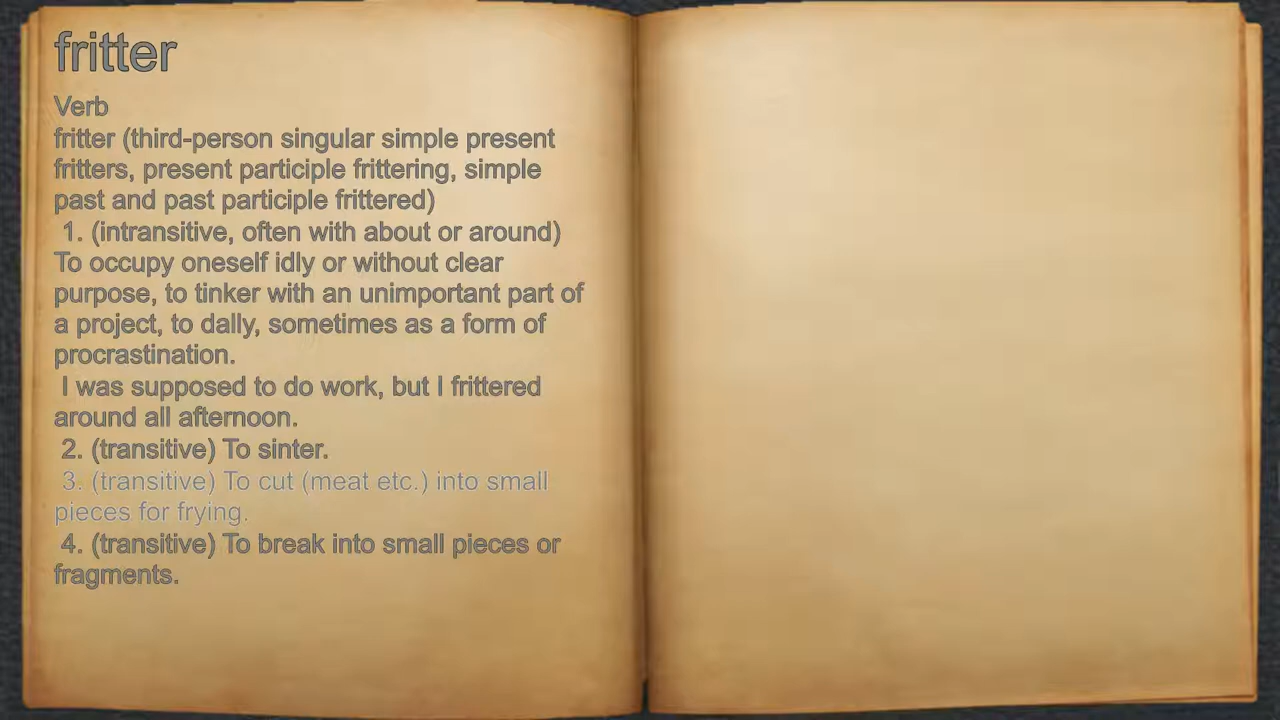 fritter
Verb
fritter (third-person singular simple present
fritters, present participle frittering, simple
past and past participle frittered)
1. (intransitive, often with about or around)
To occupy oneself idly or without clear
purpose, to tinker with an unimportant part of
a project, to dally, sometimes as a form of
procrastination.
I was supposed to do work, but I frittered
around all afternoon.
2. (transitive) To sinter.
3. (transitive) To cut (meat etc.) into small
pieces for frying.
4. (transitive) To break into small pieces or
fragments.